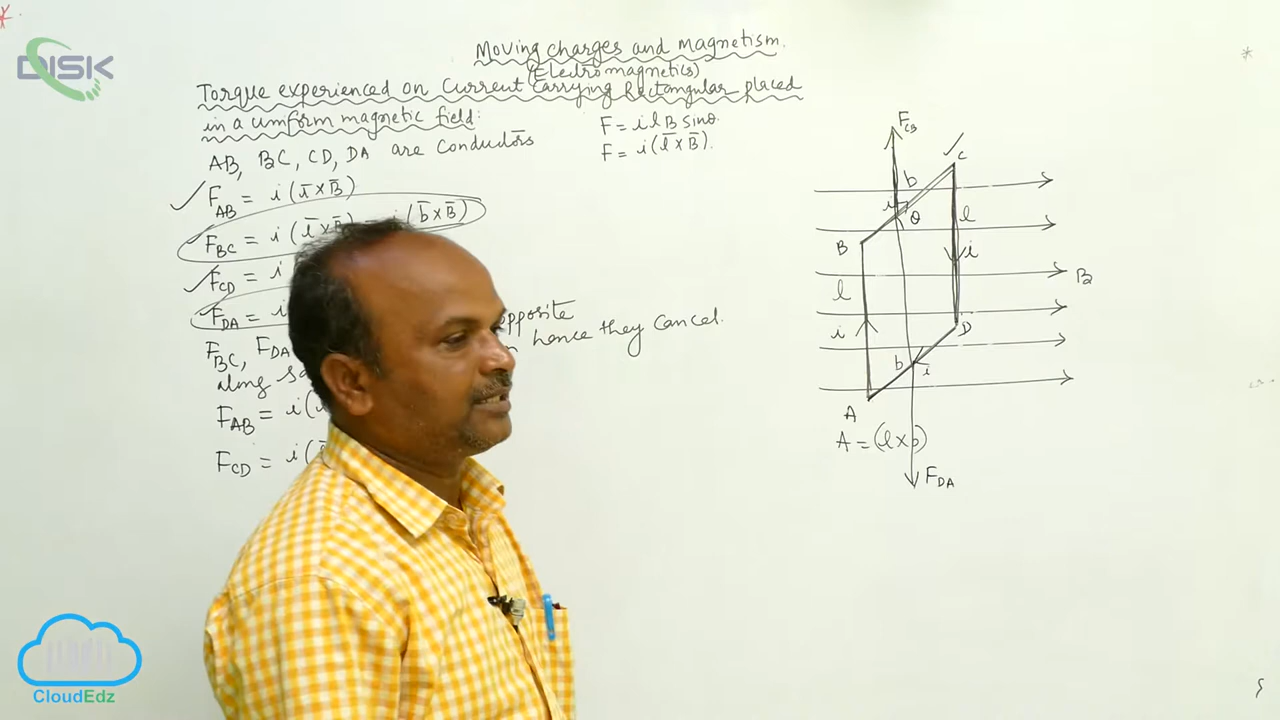 DISK
Moving charges and magnetism.
(Electromagnetics)
Torque experienced on Current Carrying Rectangular placed
in a uniform magnetic field:
AB, BC, CD, DA are Conductors
F = i l B sinθ.
F = i (l̄ × B̄).
F_AB = i (l̄ × B̄)
F_BC = i (l̄ × B̄) i (b̄ × B̄)
F_CD = i
F_DA = i
opposite
F_BC, F_DA hence they cancel.
along
F_AB = i (
F_CD = i (
F_CB
C
b
i
θ
l
B
i
B
l
i
D
b
i
A
A = (l × b)
F_DA
CloudEdz